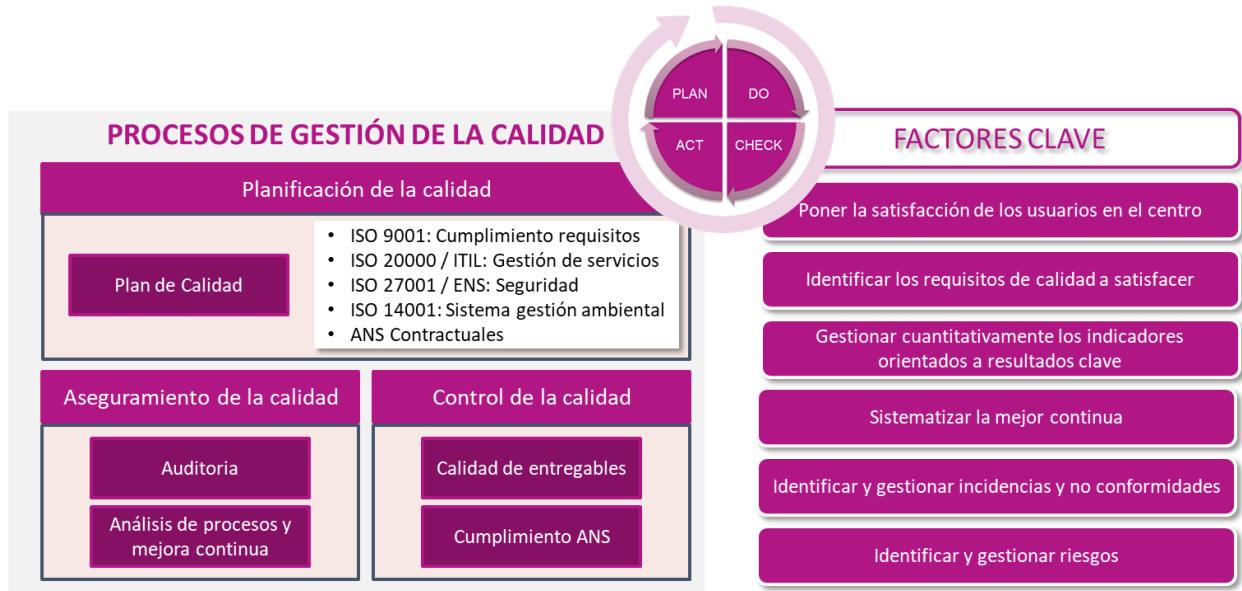 PLAN
DO
ACT
CHECK
PROCESOS DE GESTIÓN DE LA CALIDAD
Planificación de la calidad
Plan de Calidad
• ISO 9001: Cumplimiento requisitos
• ISO 20000 / ITIL: Gestión de servicios
• ISO 27001 / ENS: Seguridad
• ISO 14001: Sistema gestión ambiental
• ANS Contractuales
Aseguramiento de la calidad
Auditoria
Análisis de procesos y
mejora continua
Control de la calidad
Calidad de entregables
Cumplimiento ANS
FACTORES CLAVE
Poner la satisfacción de los usuarios en el centro
Identificar los requisitos de calidad a satisfacer
Gestionar cuantitativamente los indicadores
orientados a resultados clave
Sistematizar la mejor continua
Identificar y gestionar incidencias y no conformidades
Identificar y gestionar riesgos